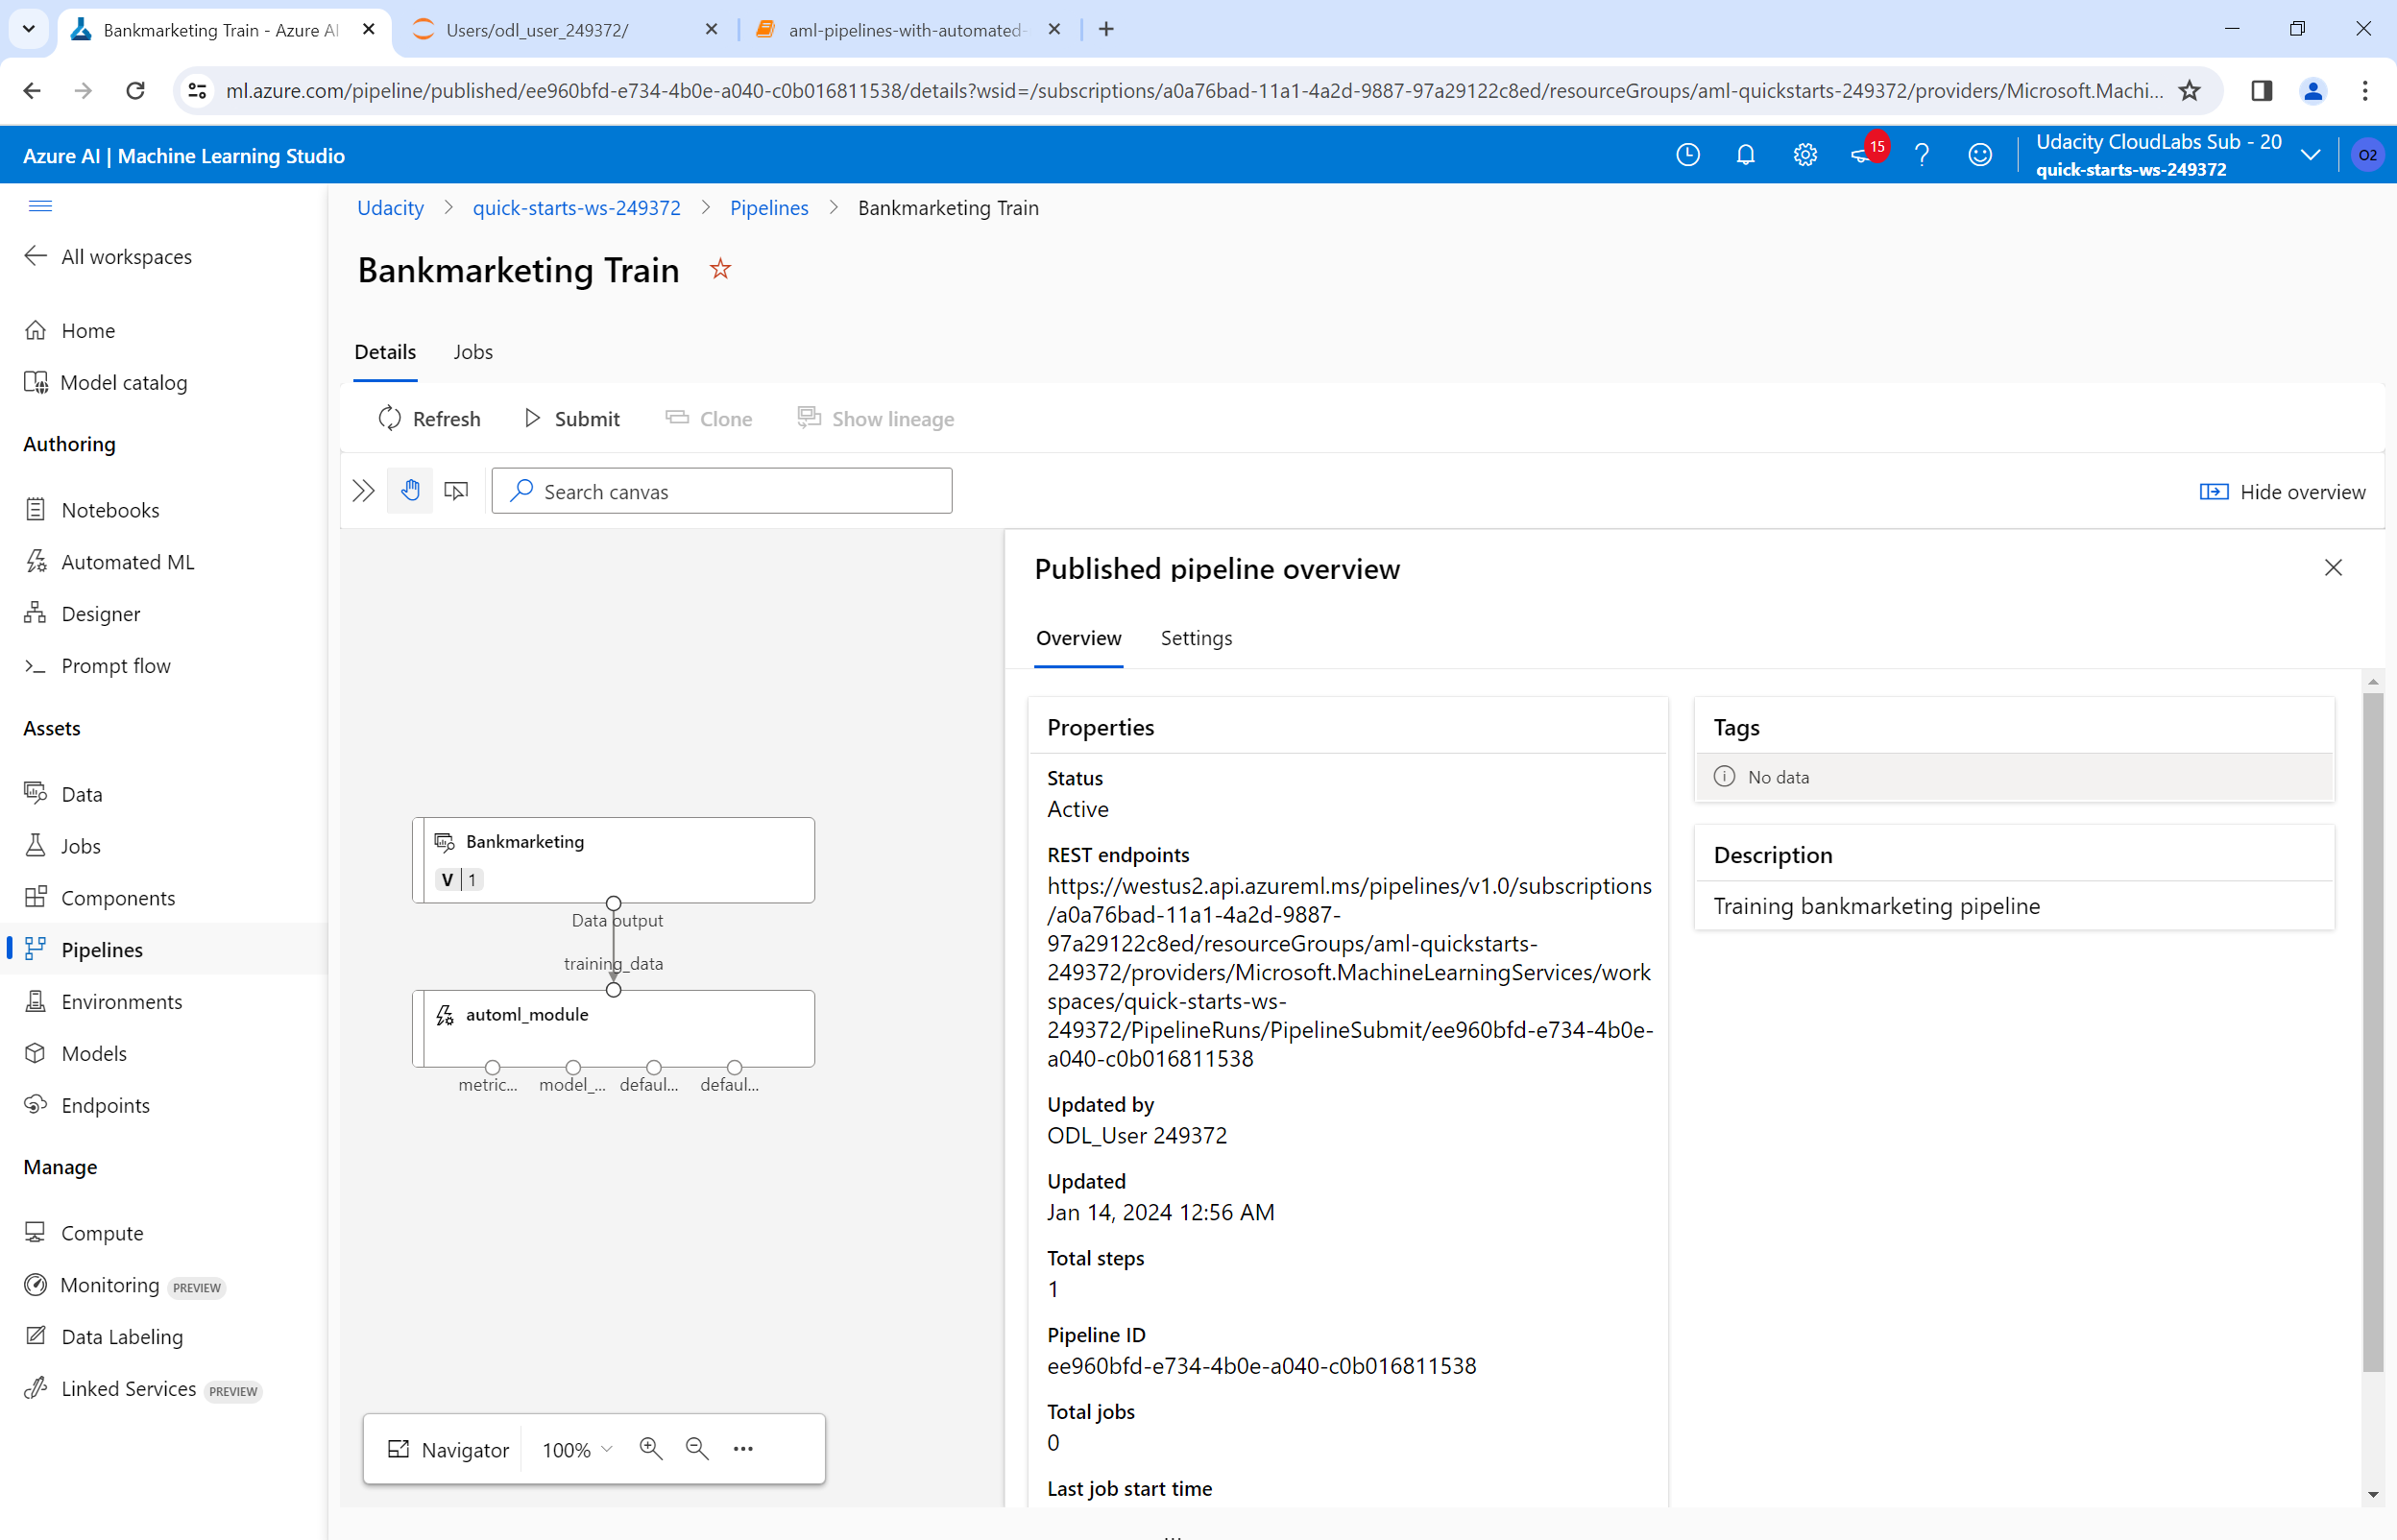 Bankmarketing Train - Azure AI
Users/odl_user_249372/
aml-pipelines-with-automated-
ml.azure.com/pipeline/published/ee960bfd-e734-4b0e-a040-c0b016811538/details?wsid=/subscriptions/a0a76bad-11a1-4a2d-9887-97a29122c8ed/resourceGroups/aml-quickstarts-249372/providers/Microsoft.Machi...
Azure AI | Machine Learning Studio
15
Udacity CloudLabs Sub - 20
quick-starts-ws-249372
O2
All workspaces
Home
Model catalog
Authoring
Notebooks
Automated ML
Designer
Prompt flow
Assets
Data
Jobs
Components
Pipelines
Environments
Models
Endpoints
Manage
Compute
Monitoring PREVIEW
Data Labeling
Linked Services PREVIEW
Udacity > quick-starts-ws-249372 > Pipelines > Bankmarketing Train
Bankmarketing Train
Details Jobs
Refresh Submit Clone Show lineage
Search canvas
Hide overview
Bankmarketing
V 1
Data output
training_data
automl_module
metric... model_... defaul... defaul...
Navigator 100%
Published pipeline overview
Overview Settings
Properties
Status
Active
REST endpoints
https://westus2.api.azureml.ms/pipelines/v1.0/subscriptions
/a0a76bad-11a1-4a2d-9887-
97a29122c8ed/resourceGroups/aml-quickstarts-
249372/providers/Microsoft.MachineLearningServices/work
spaces/quick-starts-ws-
249372/PipelineRuns/PipelineSubmit/ee960bfd-e734-4b0e-
a040-c0b016811538
Updated by
ODL_User 249372
Updated
Jan 14, 2024 12:56 AM
Total steps
1
Pipeline ID
ee960bfd-e734-4b0e-a040-c0b016811538
Total jobs
0
Last job start time
Tags
No data
Description
Training bankmarketing pipeline